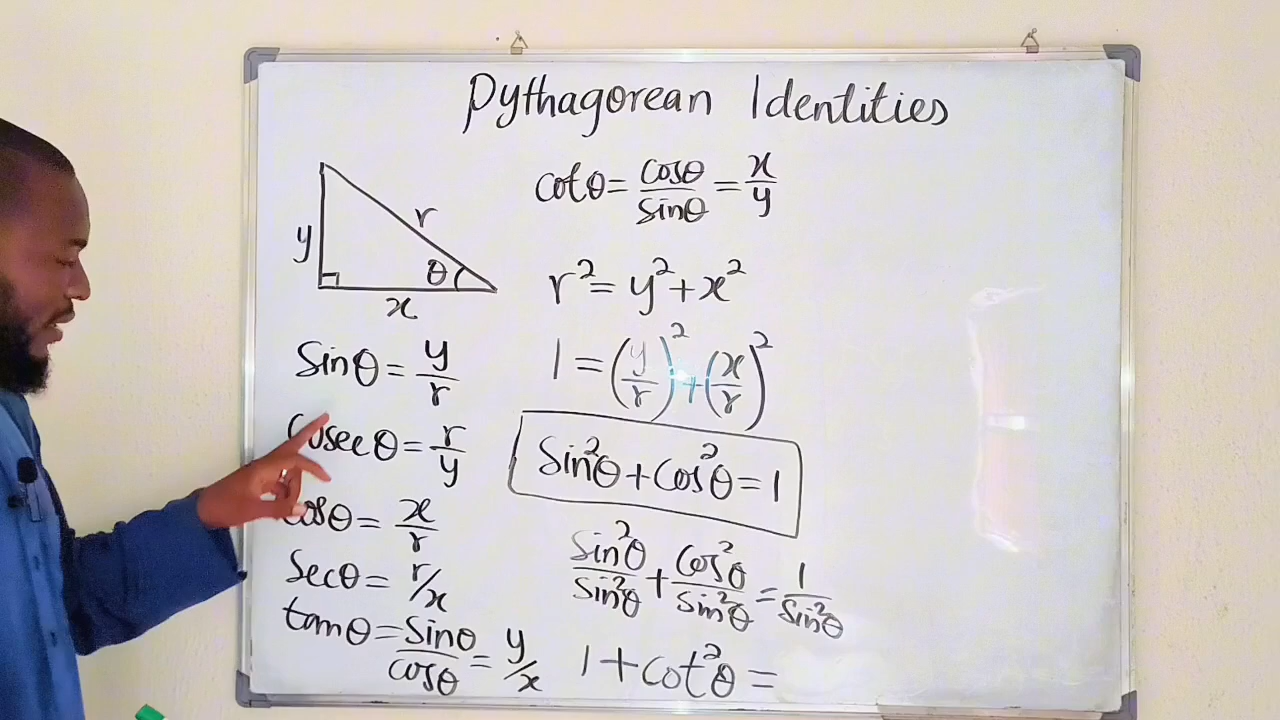 Pythagorean Identities
y
r
θ
x
Sinθ = y/r
Cosecθ = r/y
Cosθ = x/r
Secθ = r/x
tanθ = Sinθ/cosθ = y/x
Cotθ = Cosθ/Sinθ = x/y
r² = y² + x²
1 = (y/r)² + (x/r)²
Sin²θ + Cos²θ = 1
Sin²θ/Sin²θ + Cos²θ/Sin²θ = 1/Sin²θ
1 + Cot²θ =